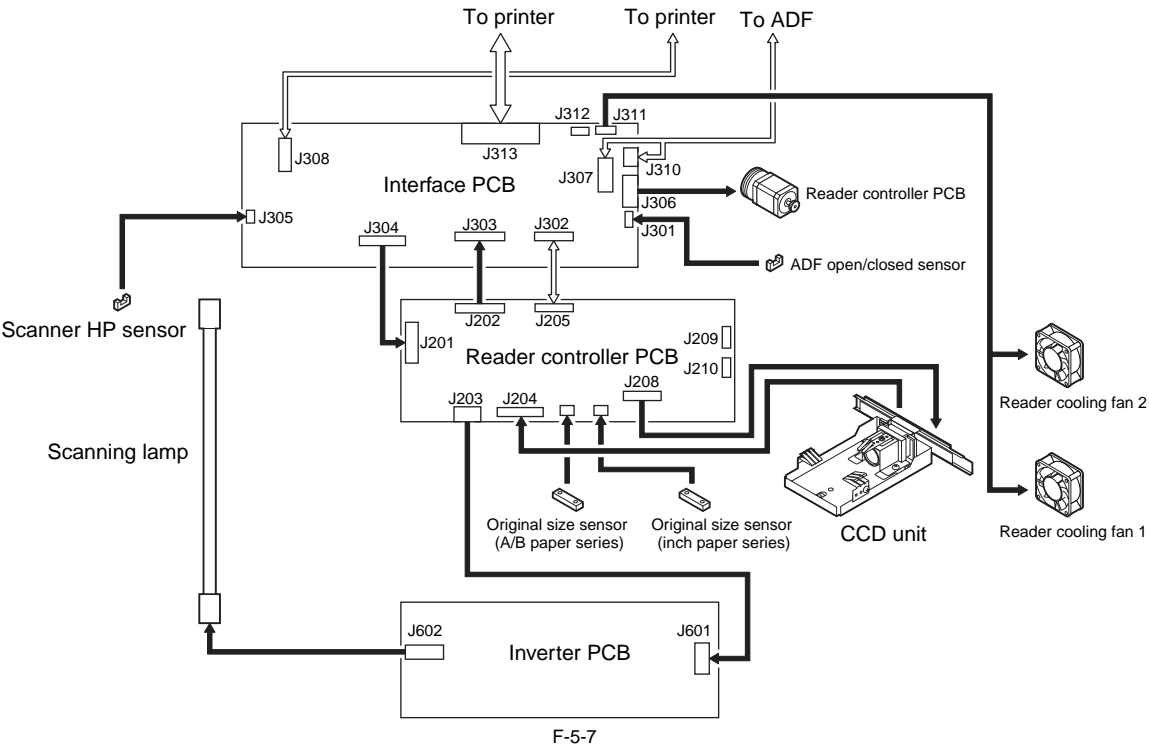 To printer
To printer
To ADF
J312
J311
J308
J313
J307
J310
Interface PCB
J306
Reader controller PCB
J305
J304
J303
J302
J301
ADF open/closed sensor
Scanner HP sensor
J202
J205
J201
J209
Reader controller PCB
J210
J208
J203
J204
Reader cooling fan 2
Scanning lamp
Original size sensor
(A/B paper series)
Original size sensor
(inch paper series)
CCD unit
Reader cooling fan 1
J602
J601
Inverter PCB
F-5-7